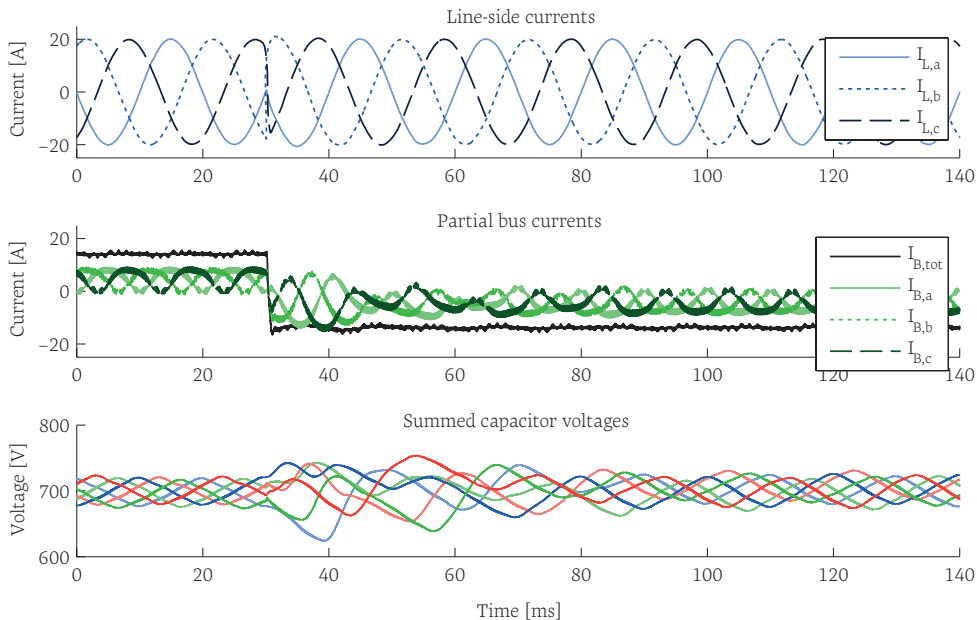 Line-side currents
Current [A]
20
0
−20
I_L,a
I_L,b
I_L,c
0 20 40 60 80 100 120 140
Partial bus currents
Current [A]
20
0
−20
I_B,tot
I_B,a
I_B,b
I_B,c
0 20 40 60 80 100 120 140
Summed capacitor voltages
Voltage [V]
800
700
600
0 20 40 60 80 100 120 140
Time [ms]